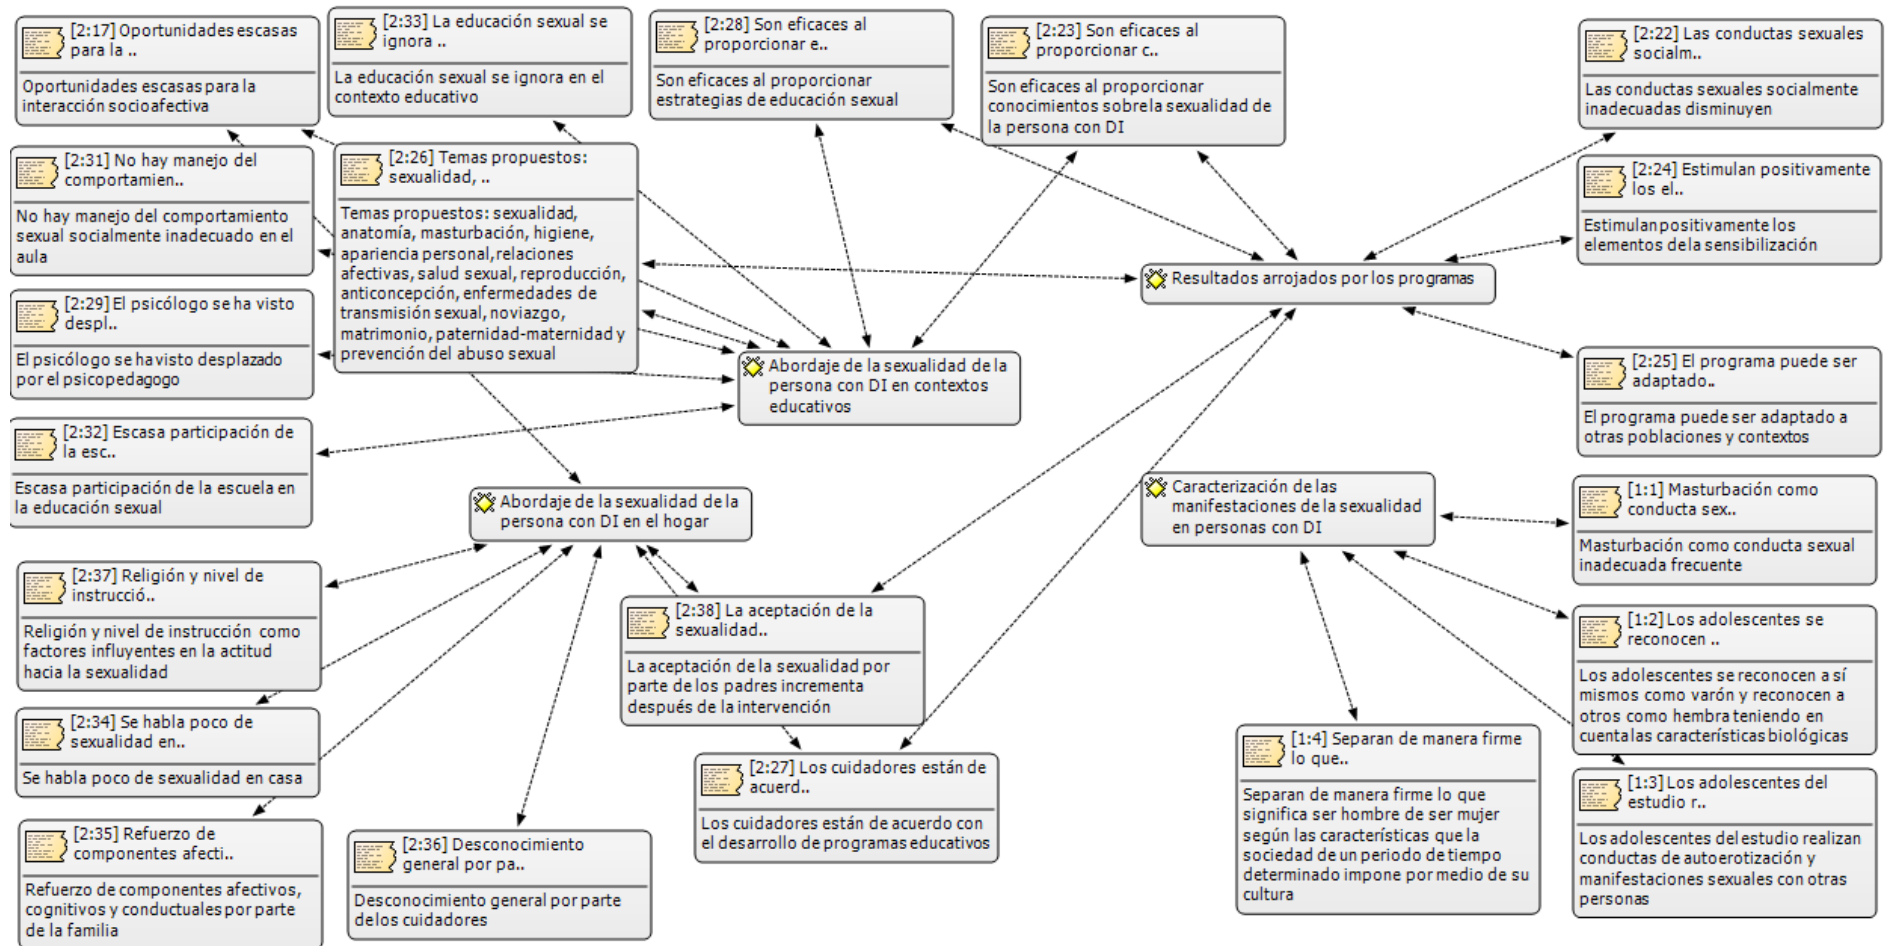 [2:17] Oportunidades escasas
para la ..
Oportunidades escasas para la
interacción socioafectiva
[2:33] La educación sexual se
ignora ..
La educación sexual se ignora en el
contexto educativo
[2:28] Son eficaces al
proporcionar e..
Son eficaces al proporcionar
estrategias de educación sexual
[2:23] Son eficaces al
proporcionar c..
Son eficaces al proporcionar
conocimientos sobre la sexualidad de
la persona con DI
[2:22] Las conductas sexuales
socialm..
Las conductas sexuales socialmente
inadecuadas disminuyen
[2:31] No hay manejo del
comportamien..
No hay manejo del comportamiento
sexual socialmente inadecuado en el
aula
[2:26] Temas propuestos:
sexualidad, ..
Temas propuestos: sexualidad,
anatomía, masturbación, higiene,
apariencia personal, relaciones
afectivas, salud sexual, reproducción,
anticoncepción, enfermedades de
transmisión sexual, noviazgo,
matrimonio, paternidad-maternidad y
prevención del abuso sexual
[2:24] Estimulan positivamente
los el..
Estimulan positivamente los
elementos de la sensibilización
Resultados arrojados por los programas
[2:29] El psicólogo se ha visto
despl..
El psicólogo se ha visto desplazado
por el psicopedagogo
Abordaje de la sexualidad de la
persona con DI en contextos
educativos
[2:25] El programa puede ser
adaptado..
El programa puede ser adaptado a
otras poblaciones y contextos
[2:32] Escasa participación de
la esc..
Escasa participación de la escuela en
la educación sexual
Abordaje de la sexualidad de la
persona con DI en el hogar
Caracterización de las
manifestaciones de la sexualidad
en personas con DI
[1:1] Masturbación como
conducta sex..
Masturbación como conducta sexual
inadecuada frecuente
[2:37] Religión y nivel de
instrucció..
Religión y nivel de instrucción como
factores influyentes en la actitud
hacia la sexualidad
[2:38] La aceptación de la
sexualidad..
La aceptación de la sexualidad por
parte de los padres incrementa
después de la intervención
[1:2] Los adolescentes se
reconocen ..
Los adolescentes se reconocen a sí
mismos como varón y reconocen a
otros como hembra teniendo en
cuenta las características biológicas
[2:34] Se habla poco de
sexualidad en..
Se habla poco de sexualidad en casa
[2:27] Los cuidadores están de
acuerd..
Los cuidadores están de acuerdo con
el desarrollo de programas educativos
[1:4] Separan de manera firme
lo que..
Separan de manera firme lo que
significa ser hombre de ser mujer
según las características que la
sociedad de un periodo de tiempo
determinado impone por medio de su
cultura
[1:3] Los adolescentes del
estudio r..
Los adolescentes del estudio realizan
conductas de autoerotización y
manifestaciones sexuales con otras
personas
[2:35] Refuerzo de
componentes afecti..
Refuerzo de componentes afectivos,
cognitivos y conductuales por parte
de la familia
[2:36] Desconocimiento
general por pa..
Desconocimiento general por parte
de los cuidadores